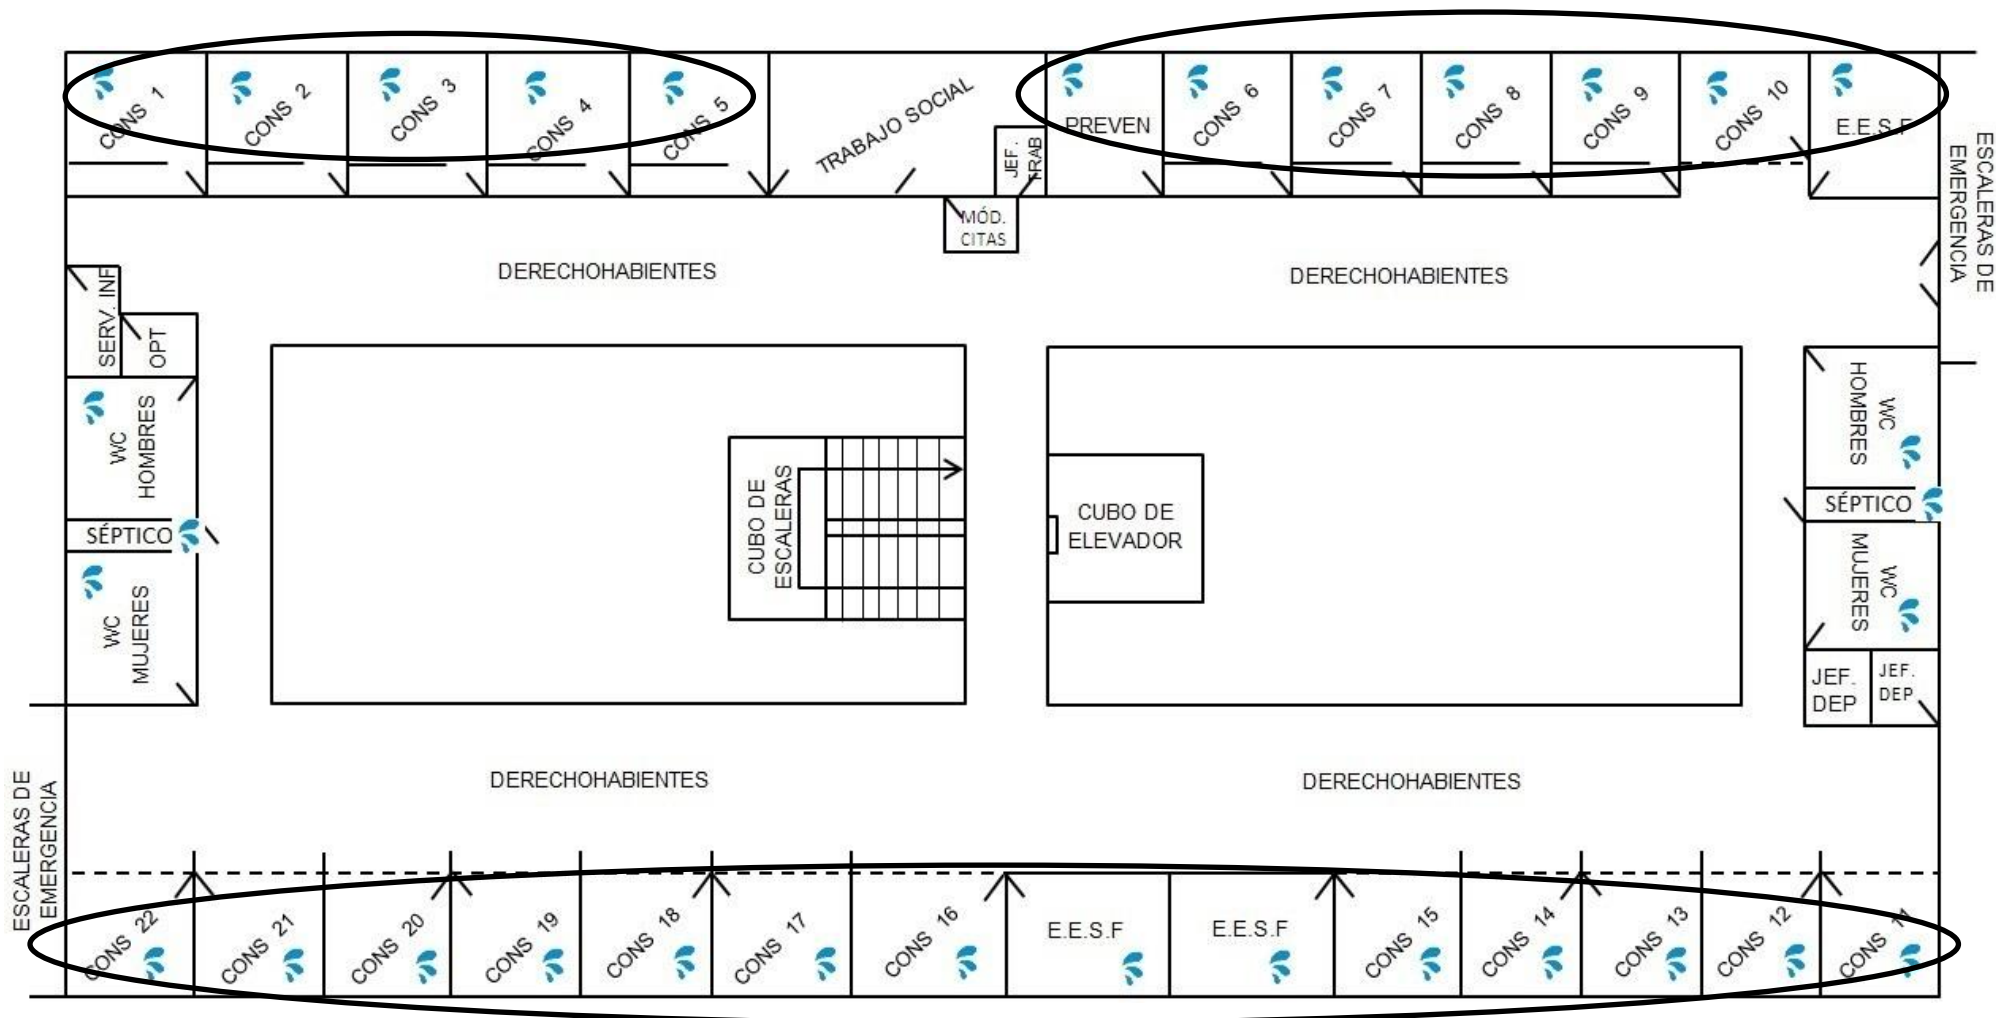 CONS 1
CONS 2
CONS 3
CONS 4
CONS 5
TRABAJO SOCIAL
JEF.
TRAB
PREVEN
CONS 6
CONS 7
CONS 8
CONS 9
CONS 10
E.E.S.F
ESCALERAS DE
EMERGENCIA
MÓD.
CITAS
DERECHOHABIENTES
DERECHOHABIENTES
SERV. INF
OPT
WC
HOMBRES
SÉPTICO
WC
MUJERES
CUBO DE
ESCALERAS
CUBO DE
ELEVADOR
WC
HOMBRES
SÉPTICO
WC
MUJERES
JEF.
DEP
JEF.
DEP
DERECHOHABIENTES
DERECHOHABIENTES
ESCALERAS DE
EMERGENCIA
CONS 22
CONS 21
CONS 20
CONS 19
CONS 18
CONS 17
CONS 16
E.E.S.F
E.E.S.F
CONS 15
CONS 14
CONS 13
CONS 12
CONS 11